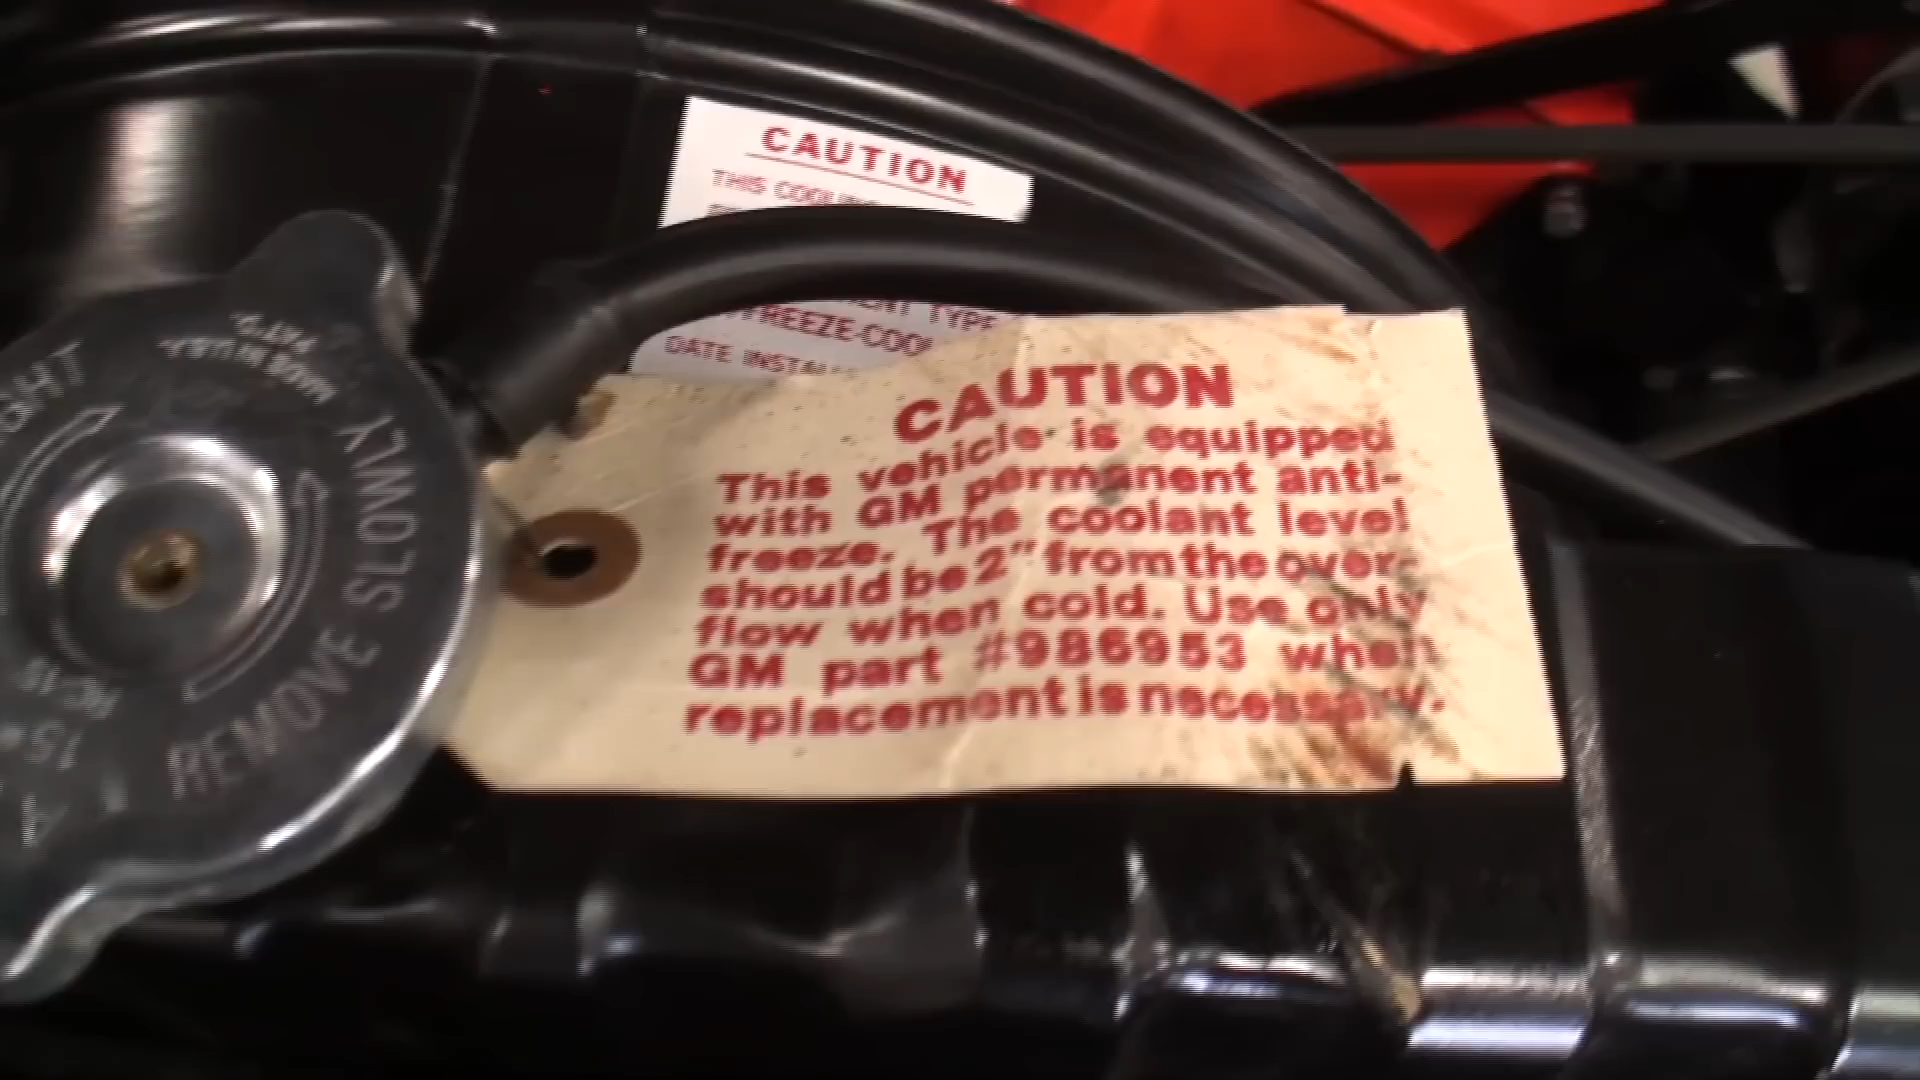 CAUTION
THIS COOLING
TYPE
FREEZE-COOL
DATE INSTALL
CAUTION
This vehicle is equipped
with GM permanent anti-
freeze. The coolant level
should be 2" from the over-
flow when cold. Use only
GM part #986953 when
replacement is necessary.
REMOVE SLOWLY